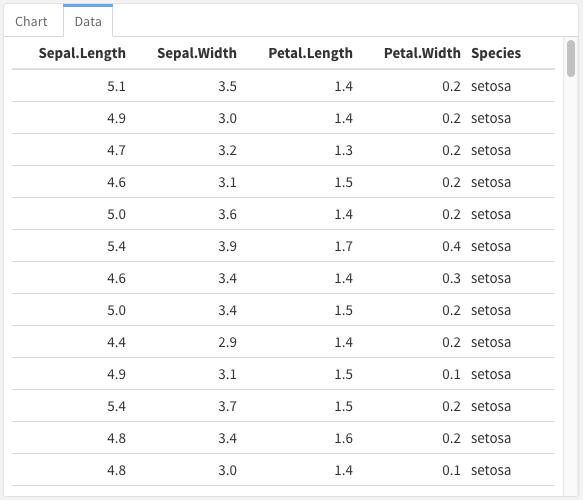 Chart Data
Sepal.Length Sepal.Width Petal.Length Petal.Width Species
5.1 3.5 1.4 0.2 setosa
4.9 3.0 1.4 0.2 setosa
4.7 3.2 1.3 0.2 setosa
4.6 3.1 1.5 0.2 setosa
5.0 3.6 1.4 0.2 setosa
5.4 3.9 1.7 0.4 setosa
4.6 3.4 1.4 0.3 setosa
5.0 3.4 1.5 0.2 setosa
4.4 2.9 1.4 0.2 setosa
4.9 3.1 1.5 0.1 setosa
5.4 3.7 1.5 0.2 setosa
4.8 3.4 1.6 0.2 setosa
4.8 3.0 1.4 0.1 setosa